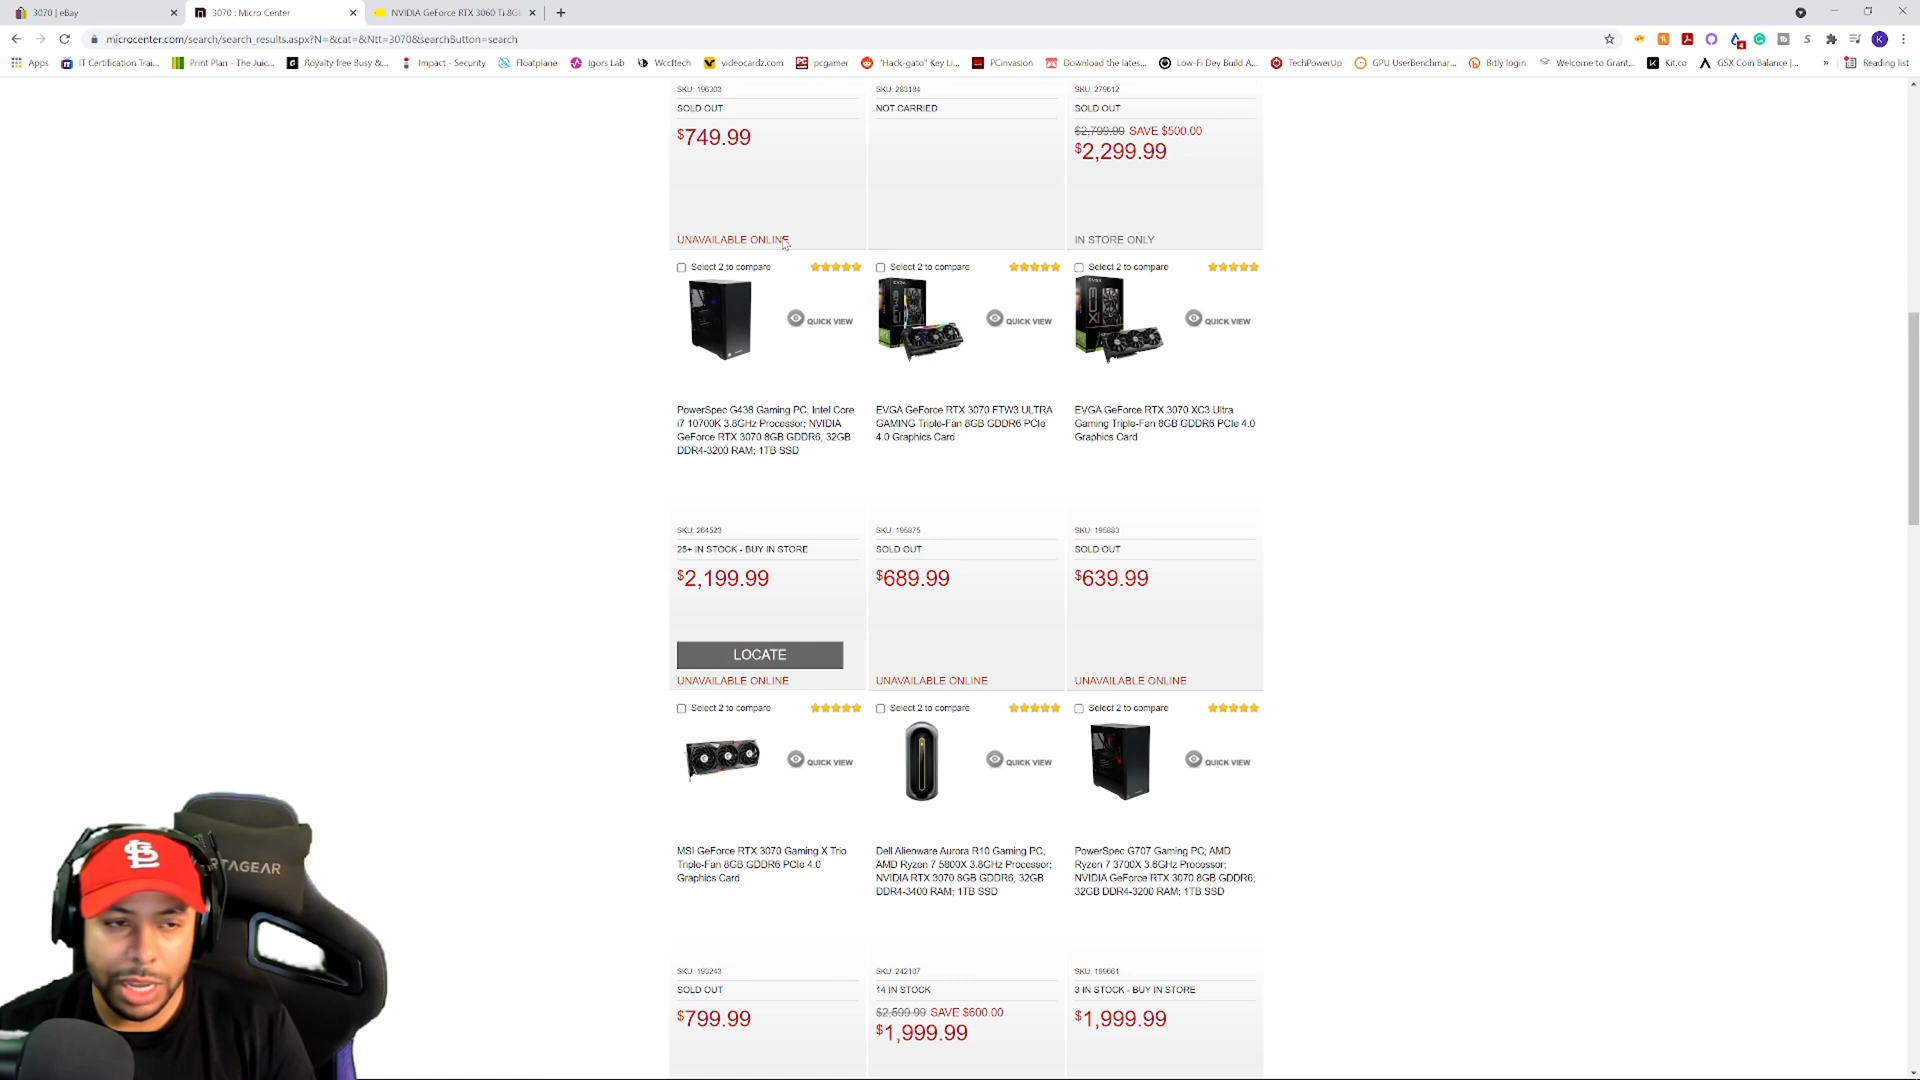 3070 | eBay
3070 : Micro Center
NVIDIA GeForce RTX 3060 Ti 8G
microcenter.com/search/search_results.aspx?N=&cat=&Ntt=3070&searchButton=search
Apps
IT Certification Trai...
Print Plan - The Juic...
Royalty free Busy &...
Impact - Security
Floatplane
Igors Lab
Wccftech
videocardz.com
pcgamer
"Hack-gato" Key Li...
PCinvasion
Download the lates...
Low-Fi Dev Build A...
TechPowerUp
GPU UserBenchmar...
Bitly login
Welcome to Grant...
Kit.co
GSX Coin Balance |...
»
Reading list
SKU: 196303
SKU: 283184
SKU: 279612
SOLD OUT
NOT CARRIED
SOLD OUT
$749.99
$2,799.99 SAVE $500.00
$2,299.99
UNAVAILABLE ONLINE
IN STORE ONLY
Select 2 to compare
Select 2 to compare
Select 2 to compare
QUICK VIEW
QUICK VIEW
QUICK VIEW
PowerSpec G438 Gaming PC; Intel Core
i7 10700K 3.8GHz Processor; NVIDIA
GeForce RTX 3070 8GB GDDR6; 32GB
DDR4-3200 RAM; 1TB SSD
EVGA GeForce RTX 3070 FTW3 ULTRA
GAMING Triple-Fan 8GB GDDR6 PCIe
4.0 Graphics Card
EVGA GeForce RTX 3070 XC3 Ultra
Gaming Triple-Fan 8GB GDDR6 PCIe 4.0
Graphics Card
SKU: 264523
SKU: 195875
SKU: 195883
25+ IN STOCK - BUY IN STORE
SOLD OUT
SOLD OUT
$2,199.99
$689.99
$639.99
LOCATE
UNAVAILABLE ONLINE
UNAVAILABLE ONLINE
UNAVAILABLE ONLINE
Select 2 to compare
Select 2 to compare
Select 2 to compare
QUICK VIEW
QUICK VIEW
QUICK VIEW
MSI GeForce RTX 3070 Gaming X Trio
Triple-Fan 8GB GDDR6 PCIe 4.0
Graphics Card
Dell Alienware Aurora R10 Gaming PC;
AMD Ryzen 7 5800X 3.8GHz Processor;
NVIDIA RTX 3070 8GB GDDR6; 32GB
DDR4-3400 RAM; 1TB SSD
PowerSpec G707 Gaming PC; AMD
Ryzen 7 3700X 3.6GHz Processor;
NVIDIA GeForce RTX 3070 8GB GDDR6;
32GB DDR4-3200 RAM; 1TB SSD
SKU: 193243
SKU: 242107
SKU: 199661
SOLD OUT
14 IN STOCK
3 IN STOCK - BUY IN STORE
$799.99
$2,599.99 SAVE $600.00
$1,999.99
$1,999.99
RTAGEAR